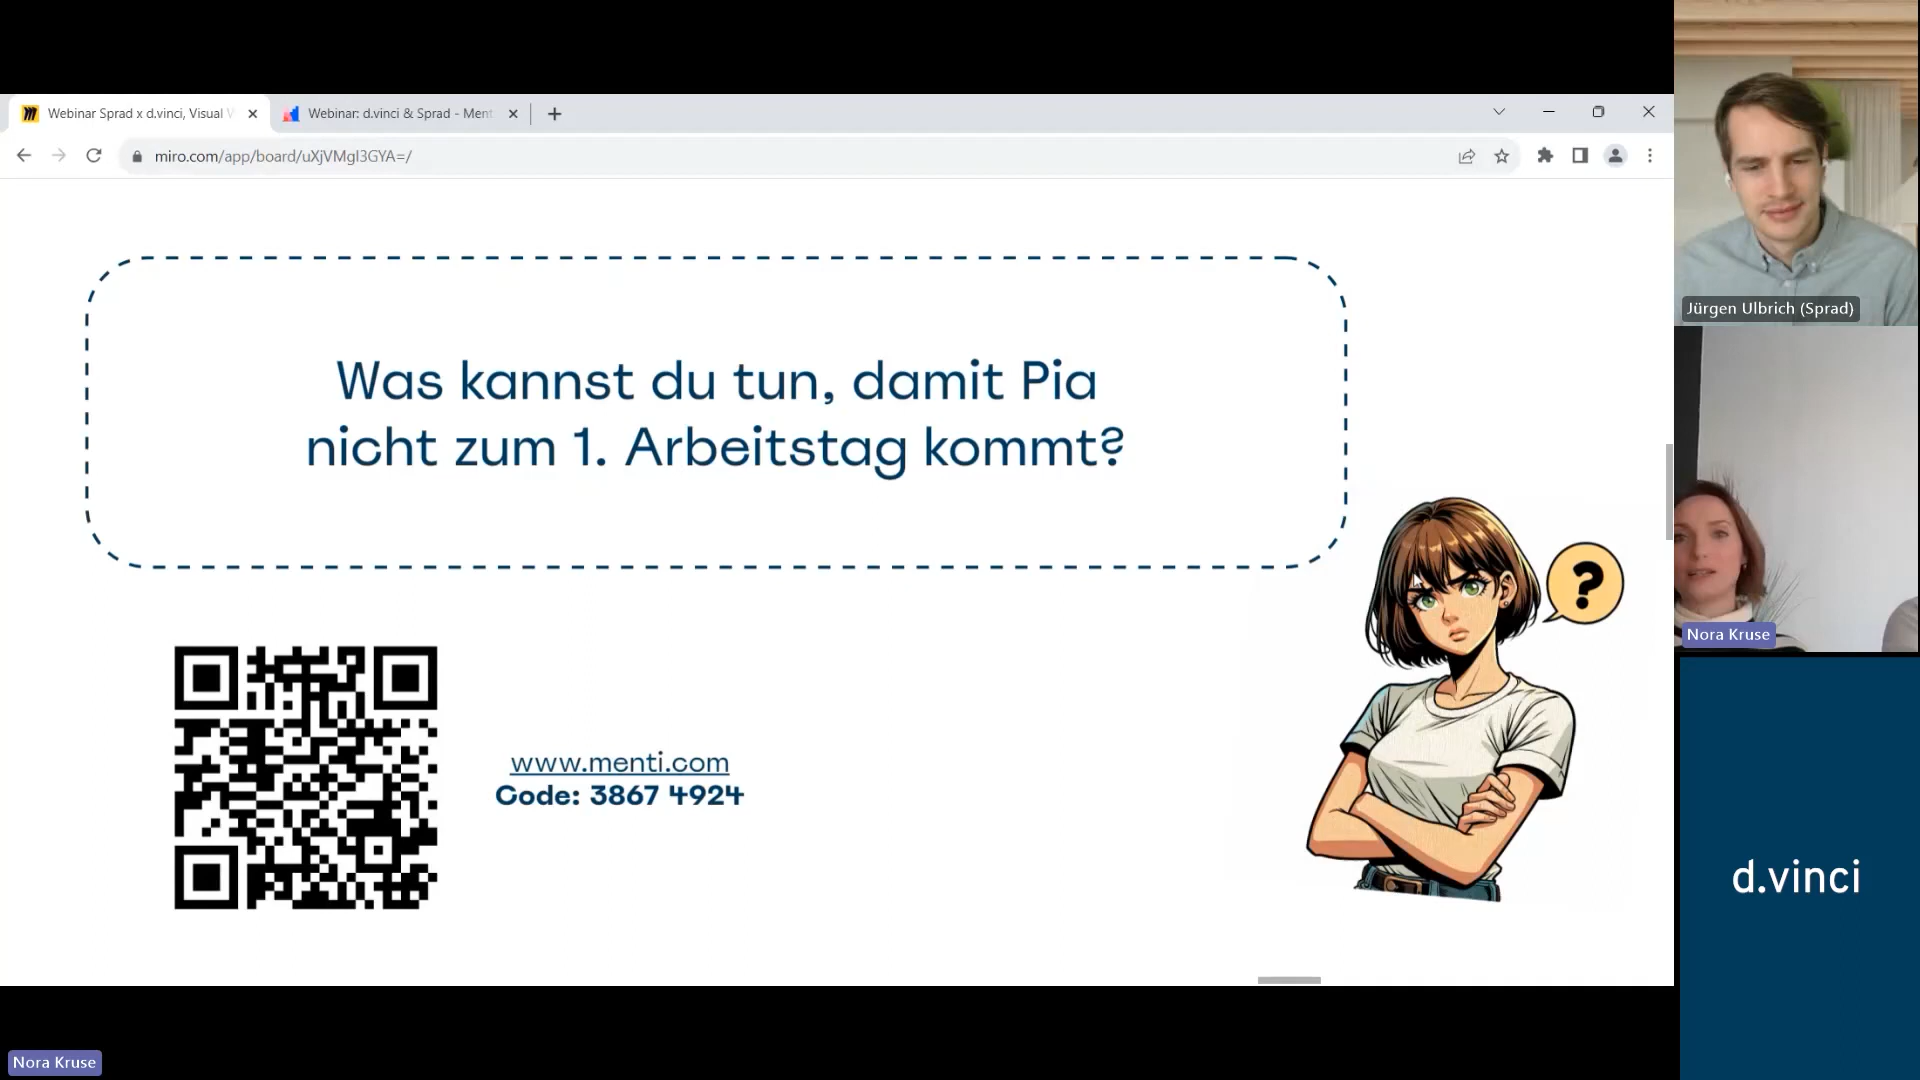 Webinar Sprad x d.vinci, Visual
Webinar: d.vinci & Sprad - Ment
miro.com/app/board/uXjVMgI3GYA=/
Was kannst du tun, damit Pia
nicht zum 1. Arbeitstag kommt?
?
www.menti.com
Code: 3867 4924
Jürgen Ulbrich (Sprad)
Nora Kruse
d.vinci
Nora Kruse